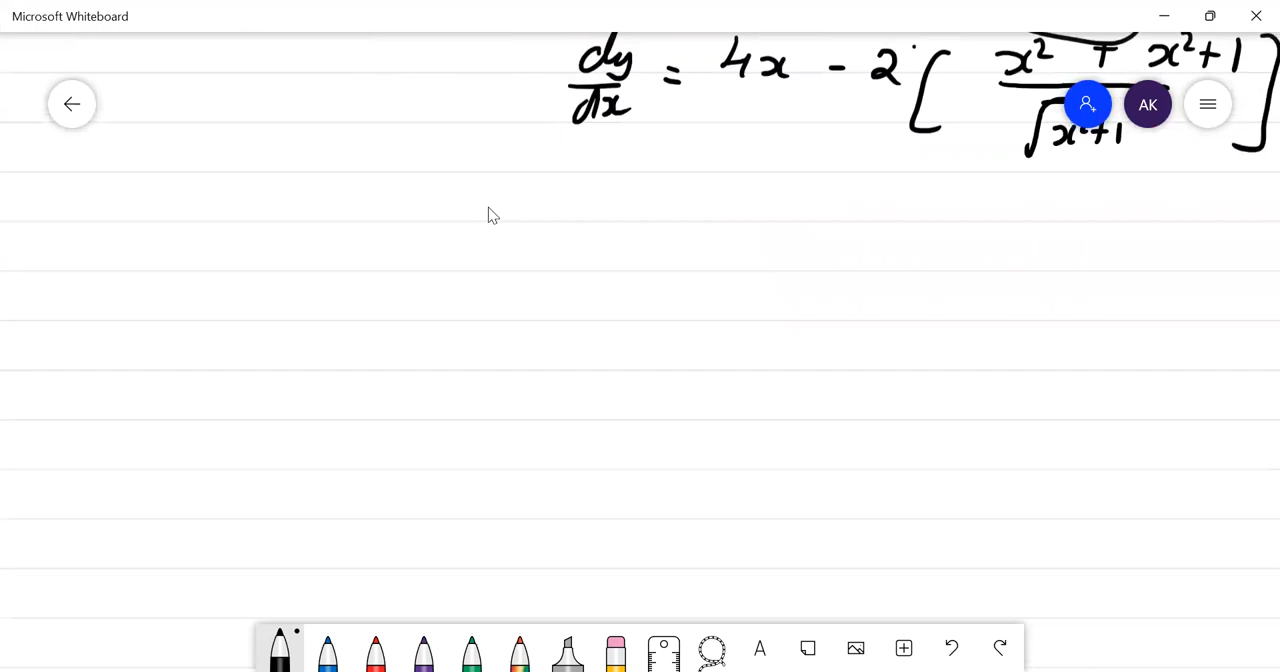 Microsoft Whiteboard
dy/dx = 4x - 2 [ (x² + x²+1) / √(x²+1) ]
AK
A